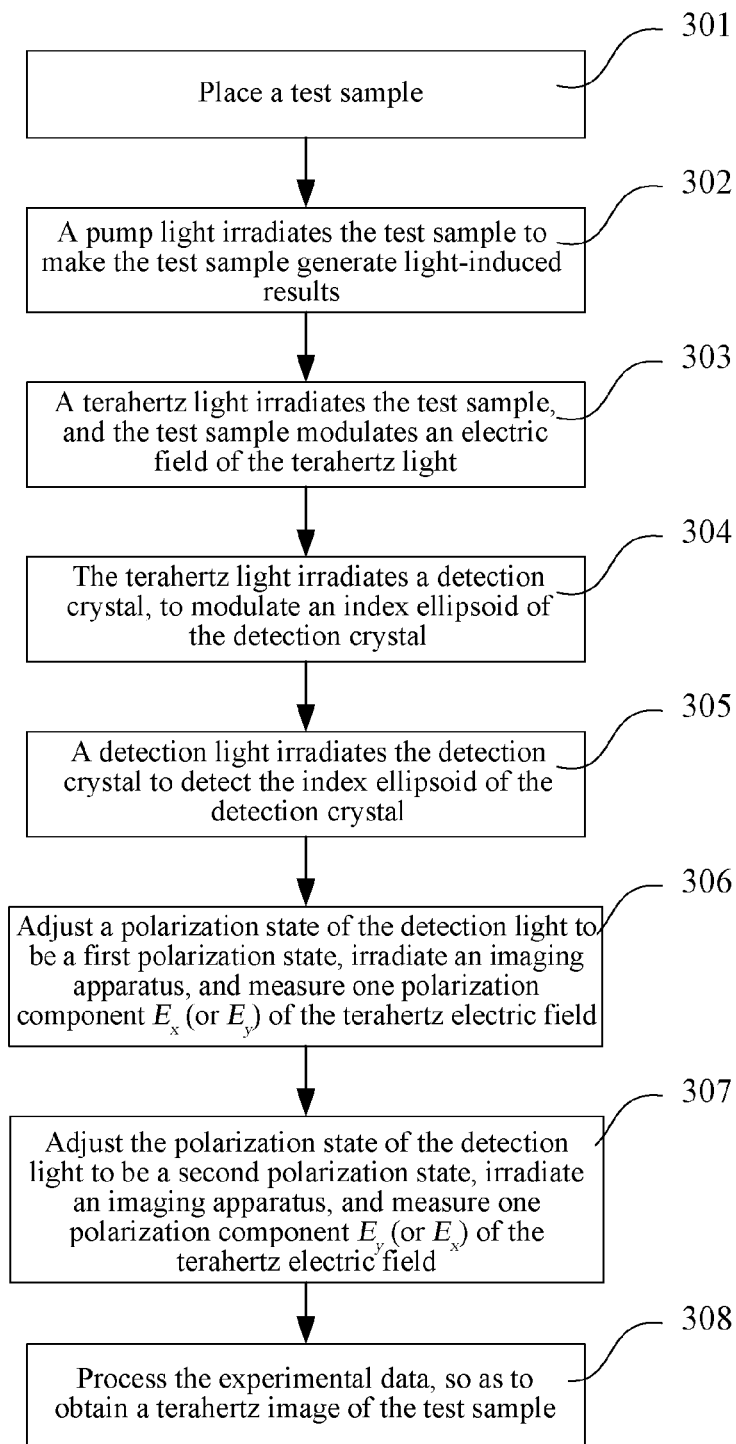 301
Place a test sample
302
A pump light irradiates the test sample to
make the test sample generate light-induced
results
303
A terahertz light irradiates the test sample,
and the test sample modulates an electric
field of the terahertz light
304
The terahertz light irradiates a detection
crystal, to modulate an index ellipsoid of
the detection crystal
305
A detection light irradiates the detection
crystal to detect the index ellipsoid of the
detection crystal
306
Adjust a polarization state of the detection light to
be a first polarization state, irradiate an imaging
apparatus, and measure one polarization
component Eₓ (or E_y) of the terahertz electric field
307
Adjust the polarization state of the detection
light to be a second polarization state, irradiate
an imaging apparatus, and measure one
polarization component E_y (or Eₓ) of the
terahertz electric field
308
Process the experimental data, so as to
obtain a terahertz image of the test sample